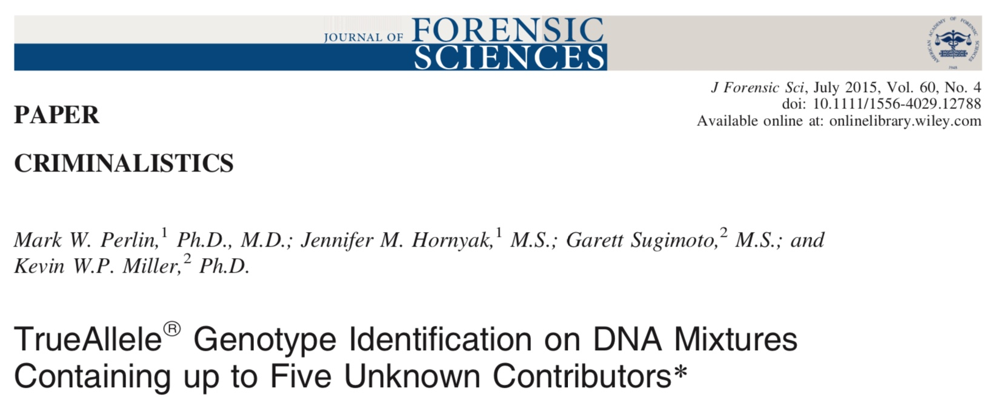 JOURNAL OF FORENSIC
SCIENCES
AMERICAN ACADEMY OF FORENSIC SCIENCES
1948
J Forensic Sci, July 2015, Vol. 60, No. 4
doi: 10.1111/1556-4029.12788
Available online at: onlinelibrary.wiley.com
PAPER
CRIMINALISTICS
Mark W. Perlin,1 Ph.D., M.D.; Jennifer M. Hornyak,1 M.S.; Garett Sugimoto,2 M.S.; and
Kevin W.P. Miller,2 Ph.D.
TrueAllele® Genotype Identification on DNA Mixtures
Containing up to Five Unknown Contributors*